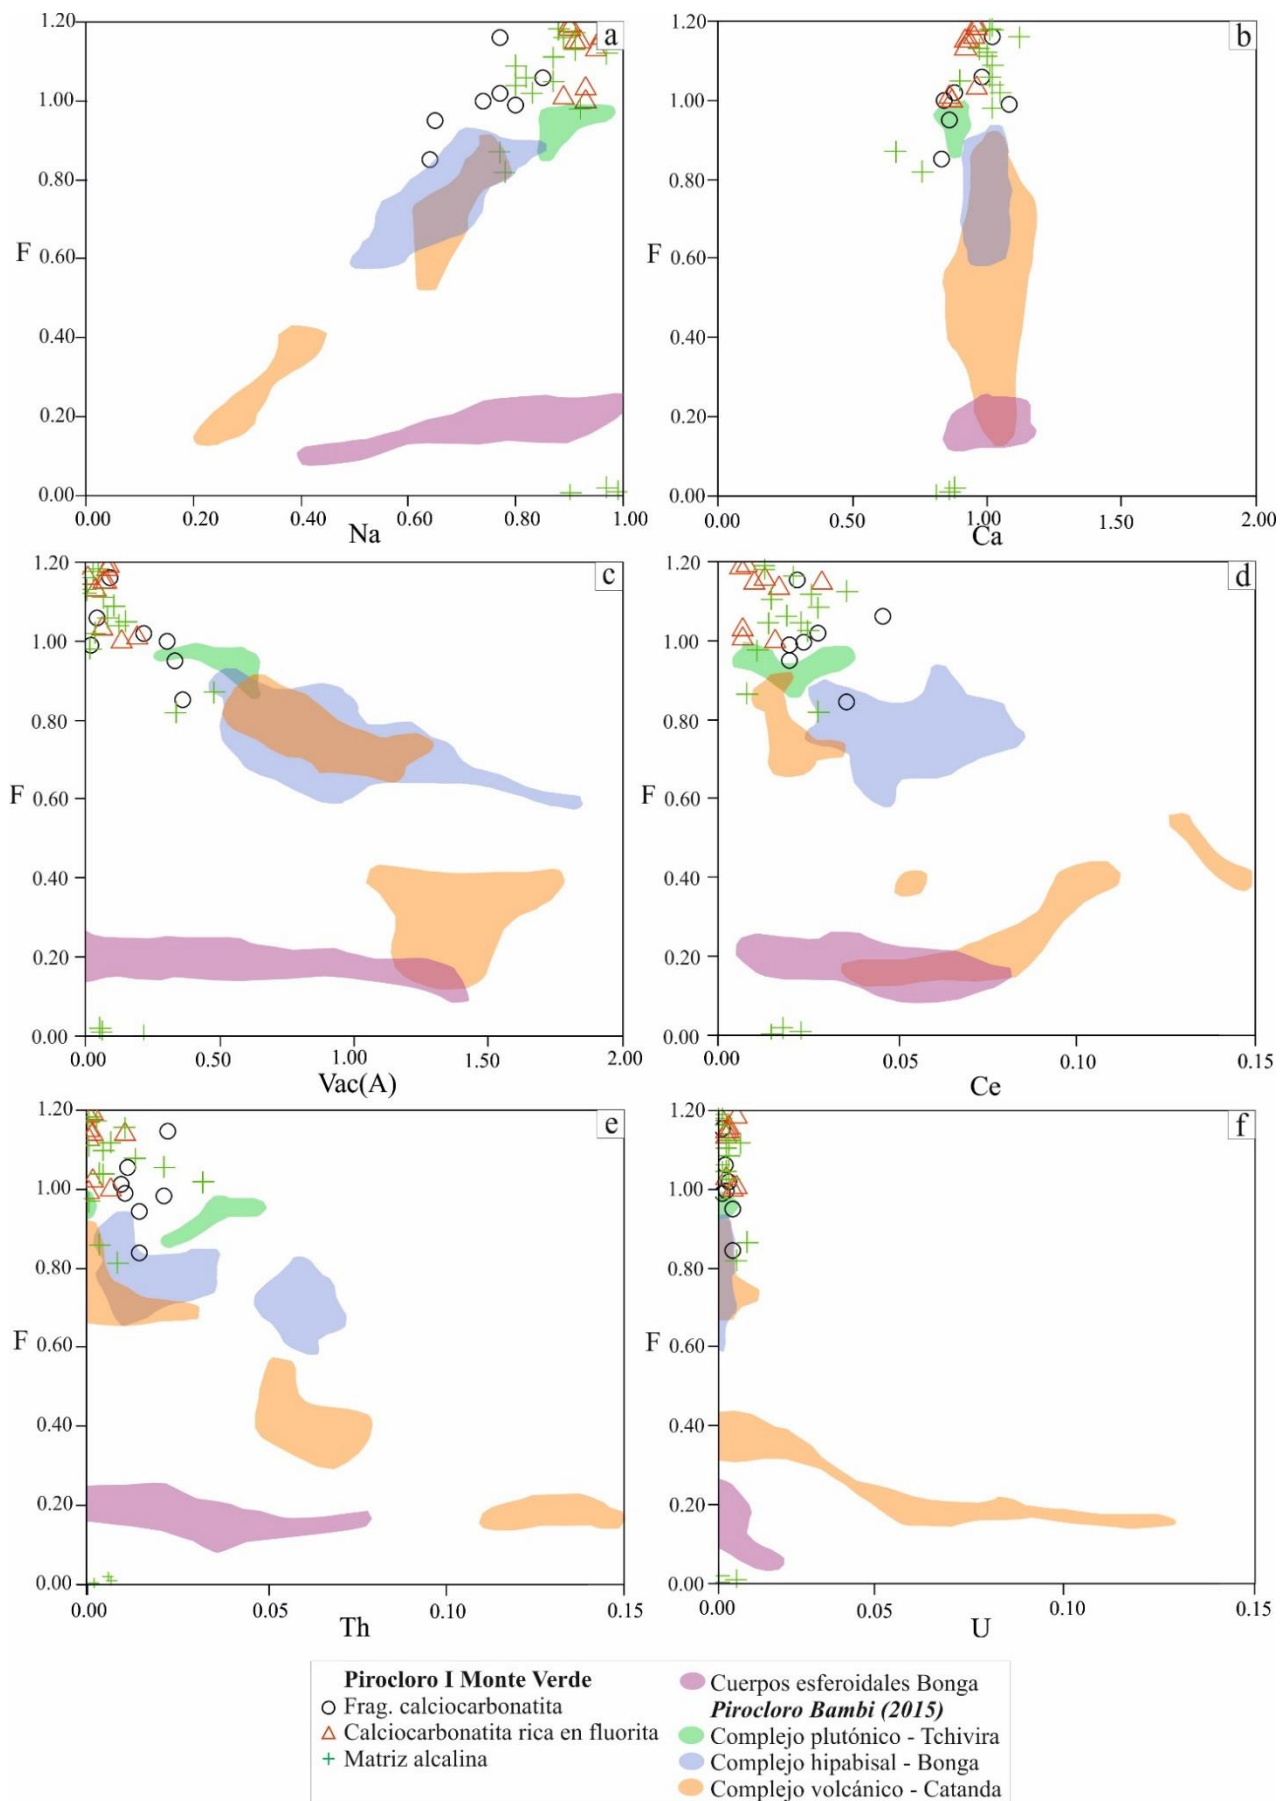 1.20
a
1.00
0.80
F
0.60
0.40
0.20
0.00
0.00 0.20 0.40 0.60 0.80 1.00
Na
1.20
b
1.00
0.80
F
0.60
0.40
0.20
0.00
0.00 0.50 1.00 1.50 2.00
Ca
1.20
c
1.00
0.80
F
0.60
0.40
0.20
0.00
0.00 0.50 1.00 1.50 2.00
Vac(A)
1.20
d
1.00
0.80
F
0.60
0.40
0.20
0.00
0.00 0.05 0.10 0.15
Ce
1.20
e
1.00
0.80
F
0.60
0.40
0.20
0.00
0.00 0.05 0.10 0.15
Th
1.20
f
1.00
0.80
F
0.60
0.40
0.20
0.00
0.00 0.05 0.10 0.15
U
Pirocloro I Monte Verde
Frag. calciocarbonatita
Calciocarbonatita rica en fluorita
Matriz alcalina
Cuerpos esferoidales Bonga
Pirocloro Bambi (2015)
Complejo plutónico - Tchivira
Complejo hipabisal - Bonga
Complejo volcánico - Catanda